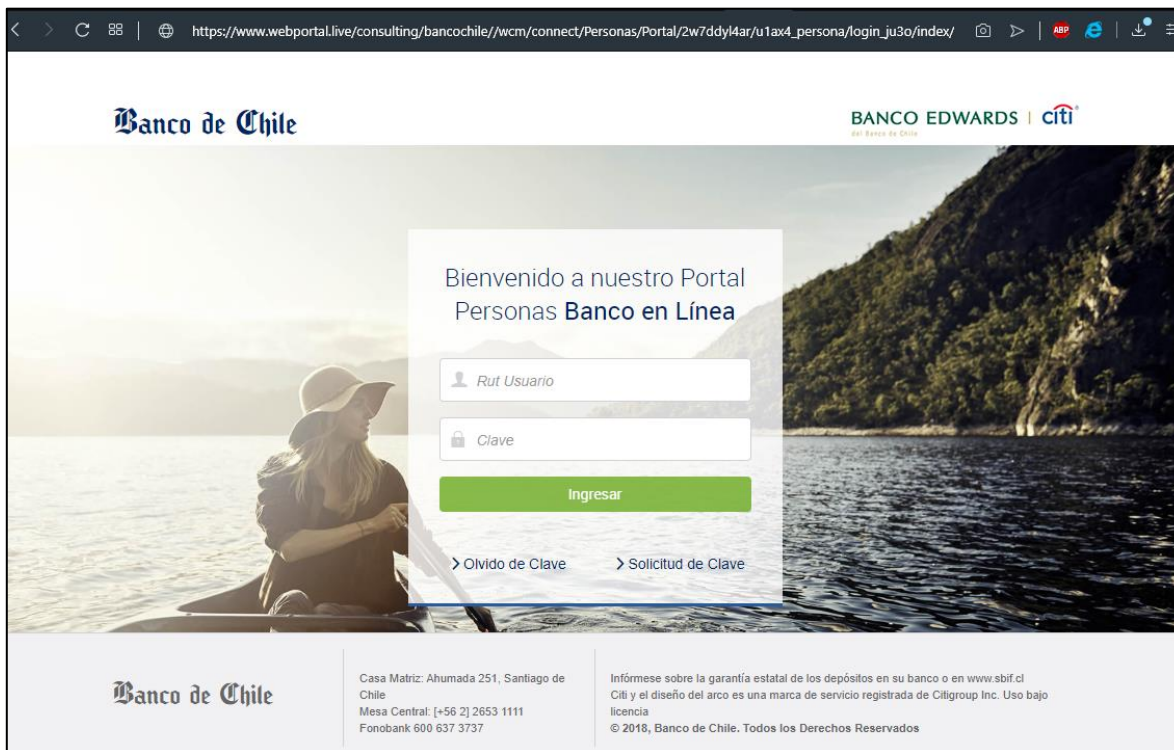 https://www.webportal.live/consulting/bancochile//wcm/connect/Personas/Portal/2w7ddyl4ar/u1ax4_persona/login_ju3o/index/
ABP
Banco de Chile
BANCO EDWARDS | citi
del Banco de Chile
Bienvenido a nuestro Portal
Personas Banco en Línea
Rut Usuario
Clave
Ingresar
Olvido de Clave
Solicitud de Clave
Banco de Chile
Casa Matriz: Ahumada 251, Santiago de
Chile
Mesa Central: [+56 2] 2653 1111
Fonobank 600 637 3737
Infórmese sobre la garantía estatal de los depósitos en su banco o en www.sbif.cl
Citi y el diseño del arco es una marca de servicio registrada de Citigroup Inc. Uso bajo
licencia
© 2018, Banco de Chile. Todos los Derechos Reservados